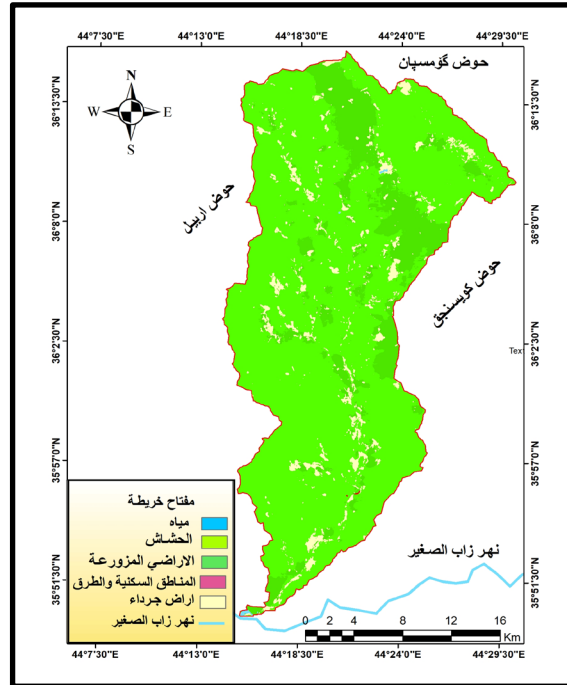 44°7'30"E 44°13'E 44°18'30"E 44°24'E 44°29'30"E
حوض گؤمسپان
N
W E
S
36°13'30"N 36°13'30"N
حوض اربيل
36°8'0"N 36°8'0"N
حوض كويسنجق
36°2'30"N 36°2'30"N
Tex
35°57'0"N 35°57'0"N
مفتاح خريطة
مياه
الحشاش
الاراضي المزورعة
المناطق السكنية والطرق
اراض جرداء
نهر زاب الصغير
نهر زاب الصغير
35°51'30"N 35°51'30"N
0 2 4 8 12 16
Km
44°7'30"E 44°13'0"E 44°18'30"E 44°24'0"E 44°29'30"E